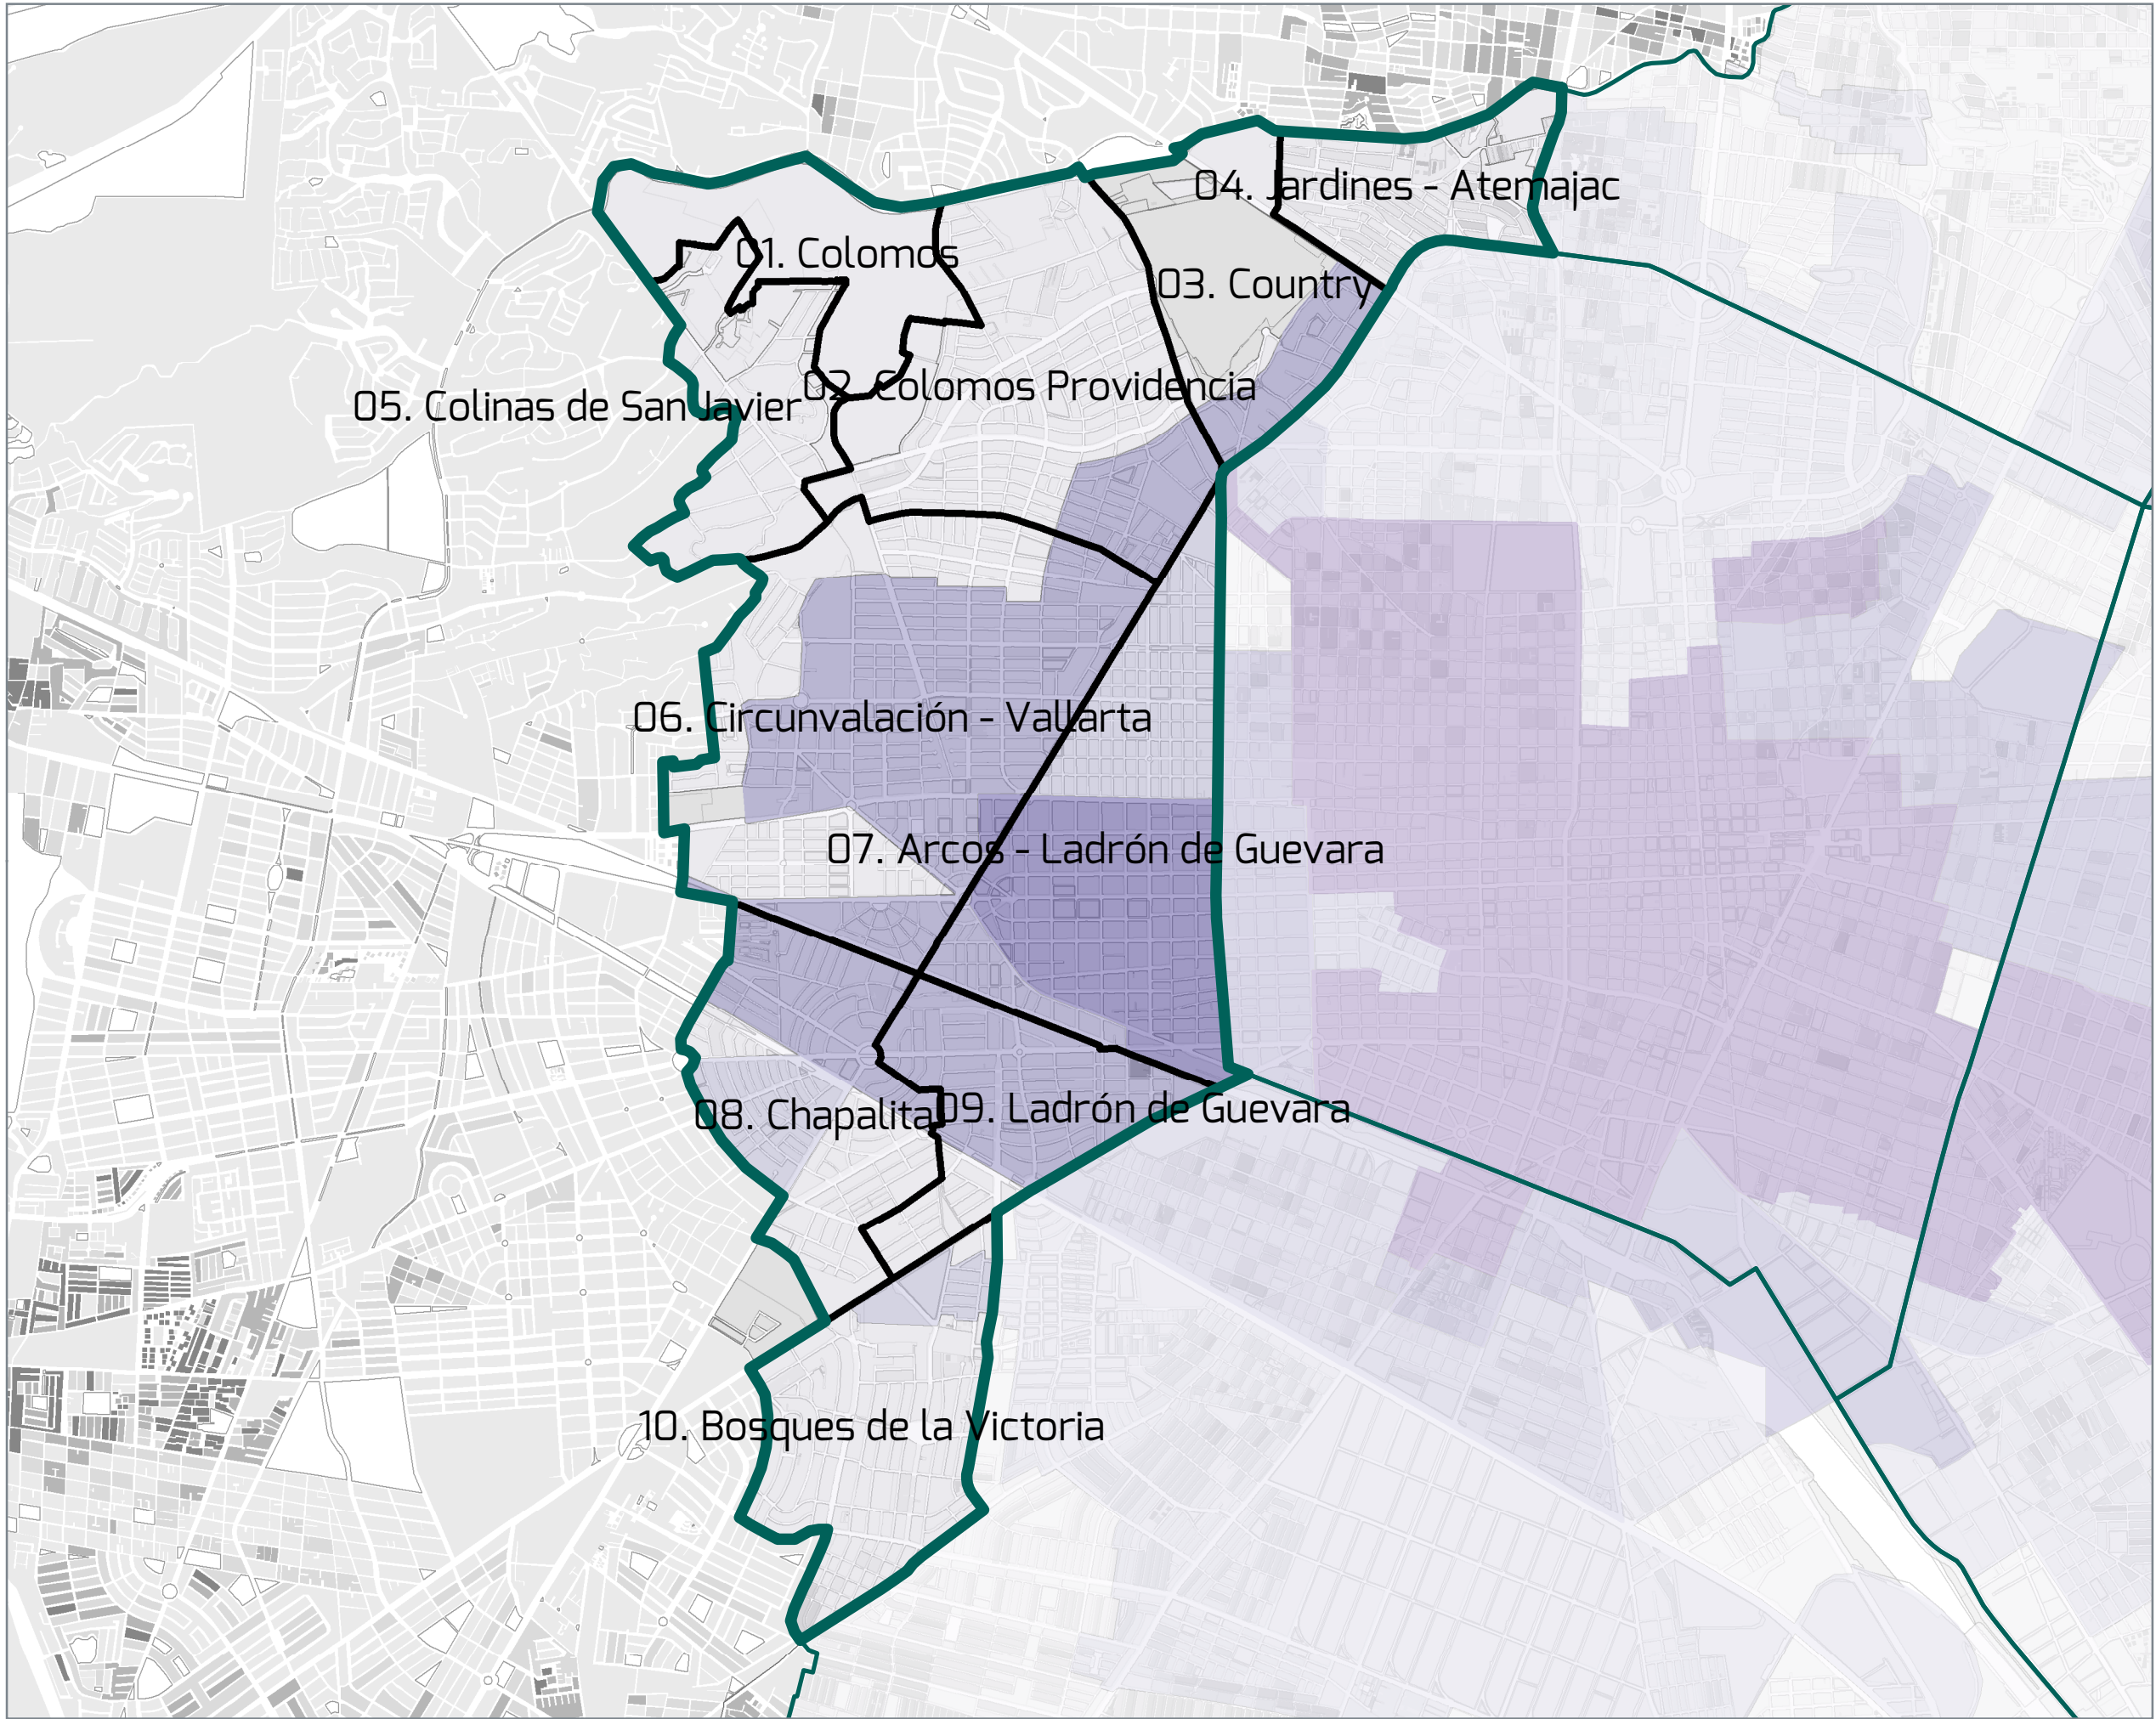 04. Jardines - Atemajac
01. Colomos
03. Country
02. Colomos Providencia
05. Colinas de San Javier
06. Circunvalación - Vallarta
07. Arcos - Ladrón de Guevara
08. Chapalita
09. Ladrón de Guevara
10. Bosques de la Victoria